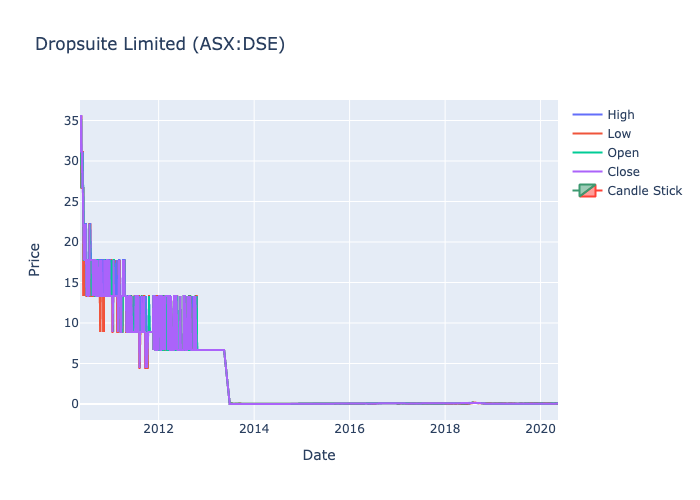 Dropsuite Limited (ASX:DSE)
High
Low
Open
Close
Candle Stick
35
30
25
20
15
10
5
0
Price
2012
2014
2016
2018
2020
Date